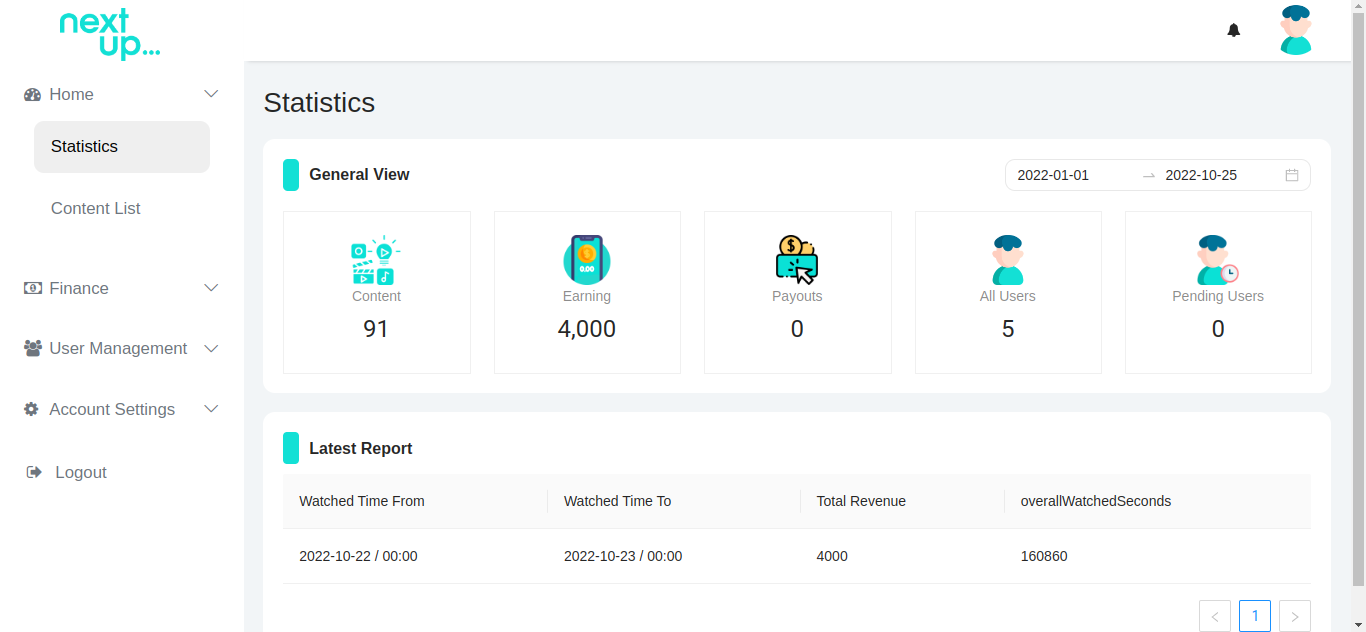 next
up...
Home
Statistics
Content List
Finance
User Management
Account Settings
Logout
Statistics
General View
2022-01-01 2022-10-25
Content
91
Earning
4,000
Payouts
0
All Users
5
Pending Users
0
Latest Report
Watched Time From Watched Time To Total Revenue overallWatchedSeconds
2022-10-22 / 00:00 2022-10-23 / 00:00 4000 160860
< 1 >